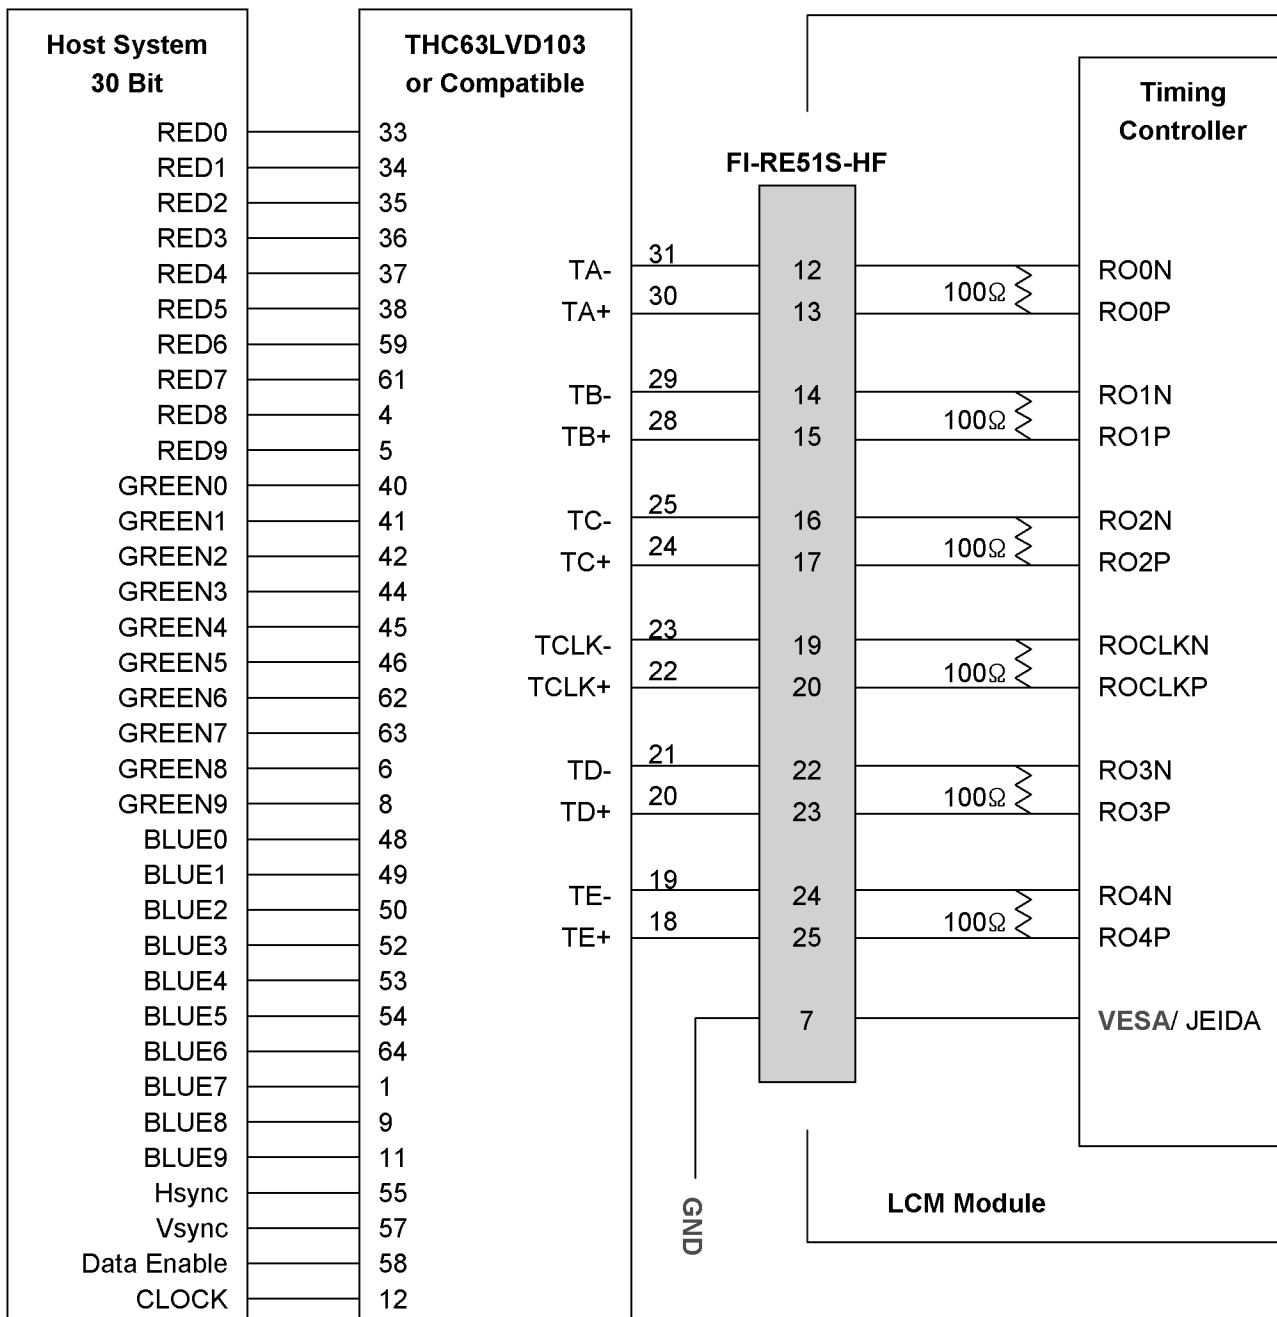 Host System
30 Bit
RED0 33
RED1 34
RED2 35
RED3 36
RED4 37
RED5 38
RED6 59
RED7 61
RED8 4
RED9 5
GREEN0 40
GREEN1 41
GREEN2 42
GREEN3 44
GREEN4 45
GREEN5 46
GREEN6 62
GREEN7 63
GREEN8 6
GREEN9 8
BLUE0 48
BLUE1 49
BLUE2 50
BLUE3 52
BLUE4 53
BLUE5 54
BLUE6 64
BLUE7 1
BLUE8 9
BLUE9 11
Hsync 55
Vsync 57
Data Enable 58
CLOCK 12
THC63LVD103
or Compatible
TA- 31
TA+ 30
TB- 29
TB+ 28
TC- 25
TC+ 24
TCLK- 23
TCLK+ 22
TD- 21
TD+ 20
TE- 19
TE+ 18
FI-RE51S-HF
12
13
14
15
16
17
19
20
22
23
24
25
7
GND
100Ω
100Ω
100Ω
100Ω
100Ω
100Ω
Timing
Controller
RO0N
RO0P
RO1N
RO1P
RO2N
RO2P
ROCLKN
ROCLKP
RO3N
RO3P
RO4N
RO4P
VESA/ JEIDA
LCM Module